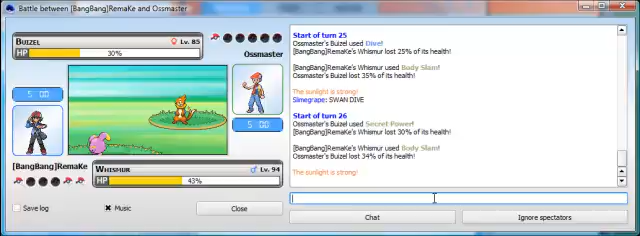 Battle between [BangBang]RemaKe and Ossmaster
BUIZEL Lv. 85
HP
30%
Ossmaster
5:00
5:00
[BangBang]RemaKe
WHISMUR Lv. 94
HP
43%
Save log
Music
Close
Start of turn 25
Ossmaster's Buizel used Dive!
[BangBang]RemaKe's Whismur lost 25% of its health!
[BangBang]RemaKe's Whismur used Body Slam!
Ossmaster's Buizel lost 35% of its health!
The sunlight is strong!
Slimegrape: SWAN DIVE
Start of turn 26
Ossmaster's Buizel used Secret Power!
[BangBang]RemaKe's Whismur lost 30% of its health!
[BangBang]RemaKe's Whismur used Body Slam!
Ossmaster's Buizel lost 34% of its health!
The sunlight is strong!
Chat
Ignore spectators